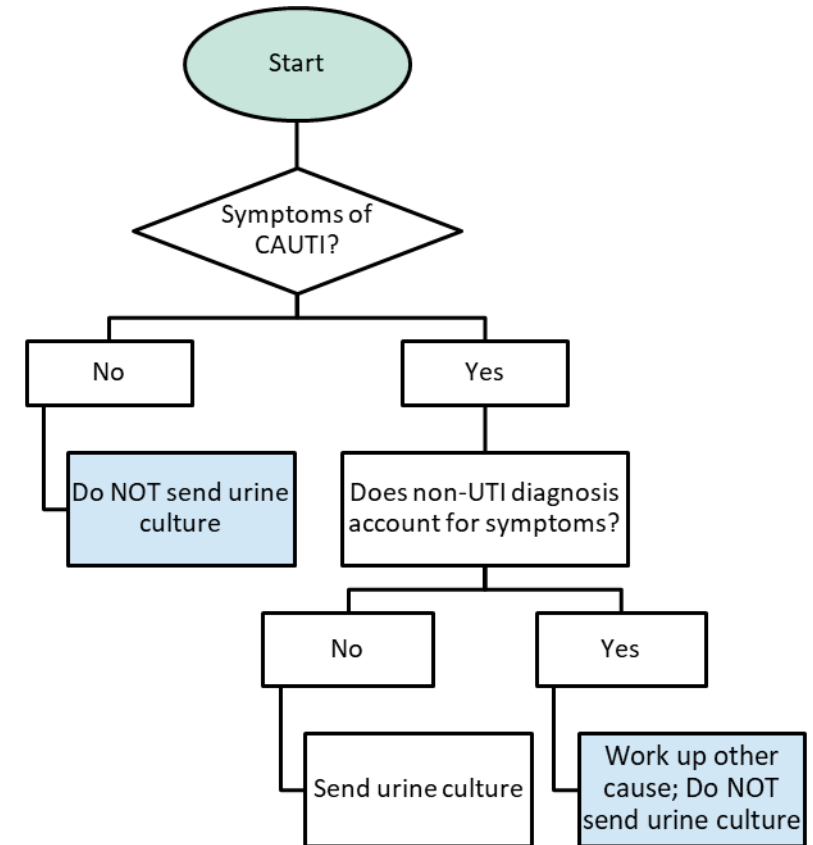 Start
Symptoms of
CAUTI?
No
Yes
Do NOT send urine
culture
Does non-UTI diagnosis
account for symptoms?
No
Yes
Send urine culture
Work up other
cause; Do NOT
send urine culture